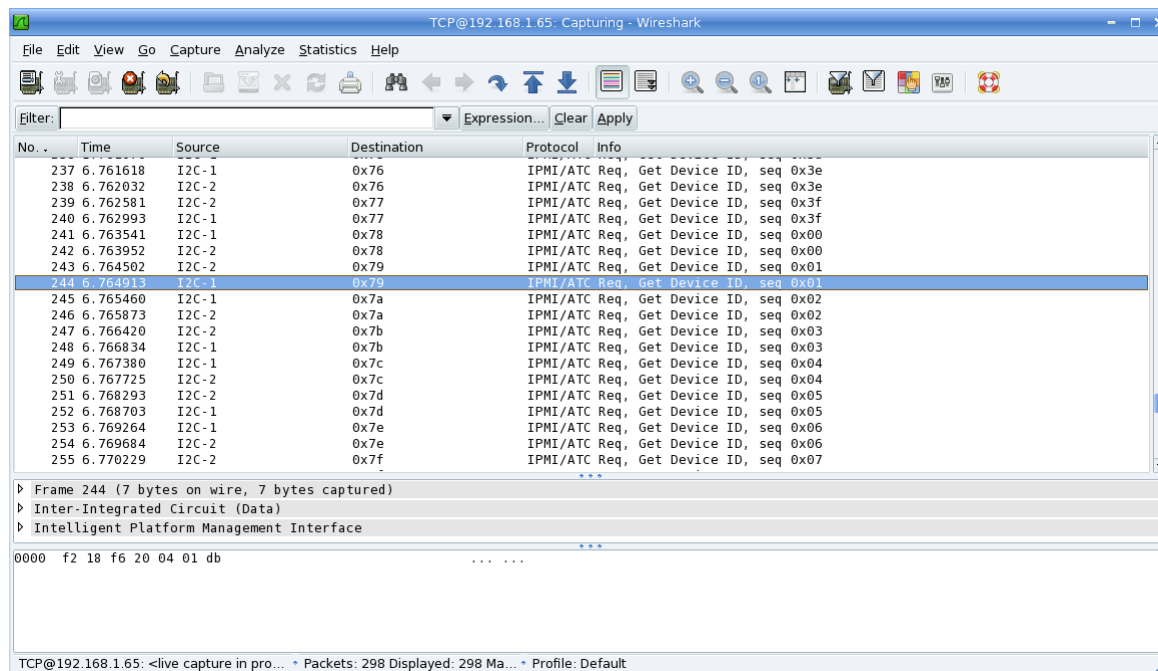 TCP@192.168.1.65: Capturing - Wireshark
File Edit View Go Capture Analyze Statistics Help
Filter: Expression... Clear Apply
No. . Time Source Destination Protocol Info
237 6.761618 I2C-1 0x76 IPMI/ATC Req, Get Device ID, seq 0x3e
238 6.762032 I2C-2 0x76 IPMI/ATC Req, Get Device ID, seq 0x3e
239 6.762581 I2C-2 0x77 IPMI/ATC Req, Get Device ID, seq 0x3f
240 6.762993 I2C-1 0x77 IPMI/ATC Req, Get Device ID, seq 0x3f
241 6.763541 I2C-1 0x78 IPMI/ATC Req, Get Device ID, seq 0x00
242 6.763952 I2C-2 0x78 IPMI/ATC Req, Get Device ID, seq 0x00
243 6.764502 I2C-2 0x79 IPMI/ATC Req, Get Device ID, seq 0x01
244 6.764913 I2C-1 0x79 IPMI/ATC Req, Get Device ID, seq 0x01
245 6.765460 I2C-1 0x7a IPMI/ATC Req, Get Device ID, seq 0x02
246 6.765873 I2C-2 0x7a IPMI/ATC Req, Get Device ID, seq 0x02
247 6.766420 I2C-2 0x7b IPMI/ATC Req, Get Device ID, seq 0x03
248 6.766834 I2C-1 0x7b IPMI/ATC Req, Get Device ID, seq 0x03
249 6.767380 I2C-1 0x7c IPMI/ATC Req, Get Device ID, seq 0x04
250 6.767725 I2C-2 0x7c IPMI/ATC Req, Get Device ID, seq 0x04
251 6.768293 I2C-2 0x7d IPMI/ATC Req, Get Device ID, seq 0x05
252 6.768703 I2C-1 0x7d IPMI/ATC Req, Get Device ID, seq 0x05
253 6.769264 I2C-1 0x7e IPMI/ATC Req, Get Device ID, seq 0x06
254 6.769684 I2C-2 0x7e IPMI/ATC Req, Get Device ID, seq 0x06
255 6.770229 I2C-2 0x7f IPMI/ATC Req, Get Device ID, seq 0x07
Frame 244 (7 bytes on wire, 7 bytes captured)
Inter-Integrated Circuit (Data)
Intelligent Platform Management Interface
0000 f2 18 f6 20 04 01 db ... ...
TCP@192.168.1.65: <live capture in pro... Packets: 298 Displayed: 298 Ma... Profile: Default